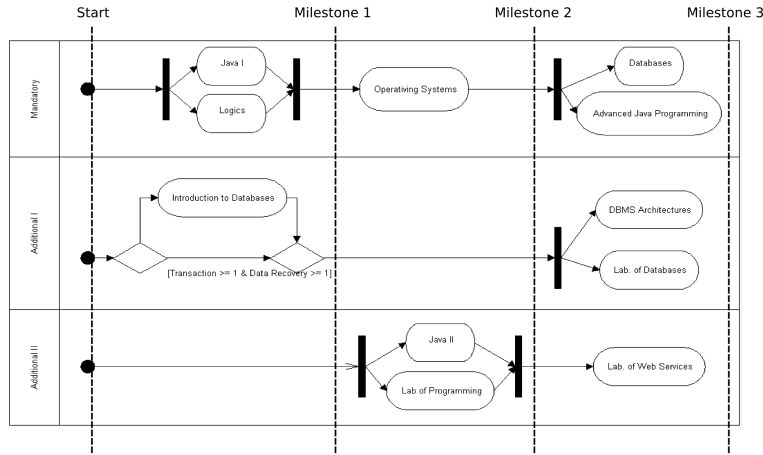 Start
Milestone 1
Milestone 2
Milestone 3
Mandatory
Java I
Logics
Operativing Systems
Databases
Advanced Java Programming
Additional I
Introduction to Databases
[Transaction >= 1 & Data Recovery >= 1]
DBMS Architectures
Lab. of Databases
Additional II
Java II
Lab of Programming
Lab. of Web Services